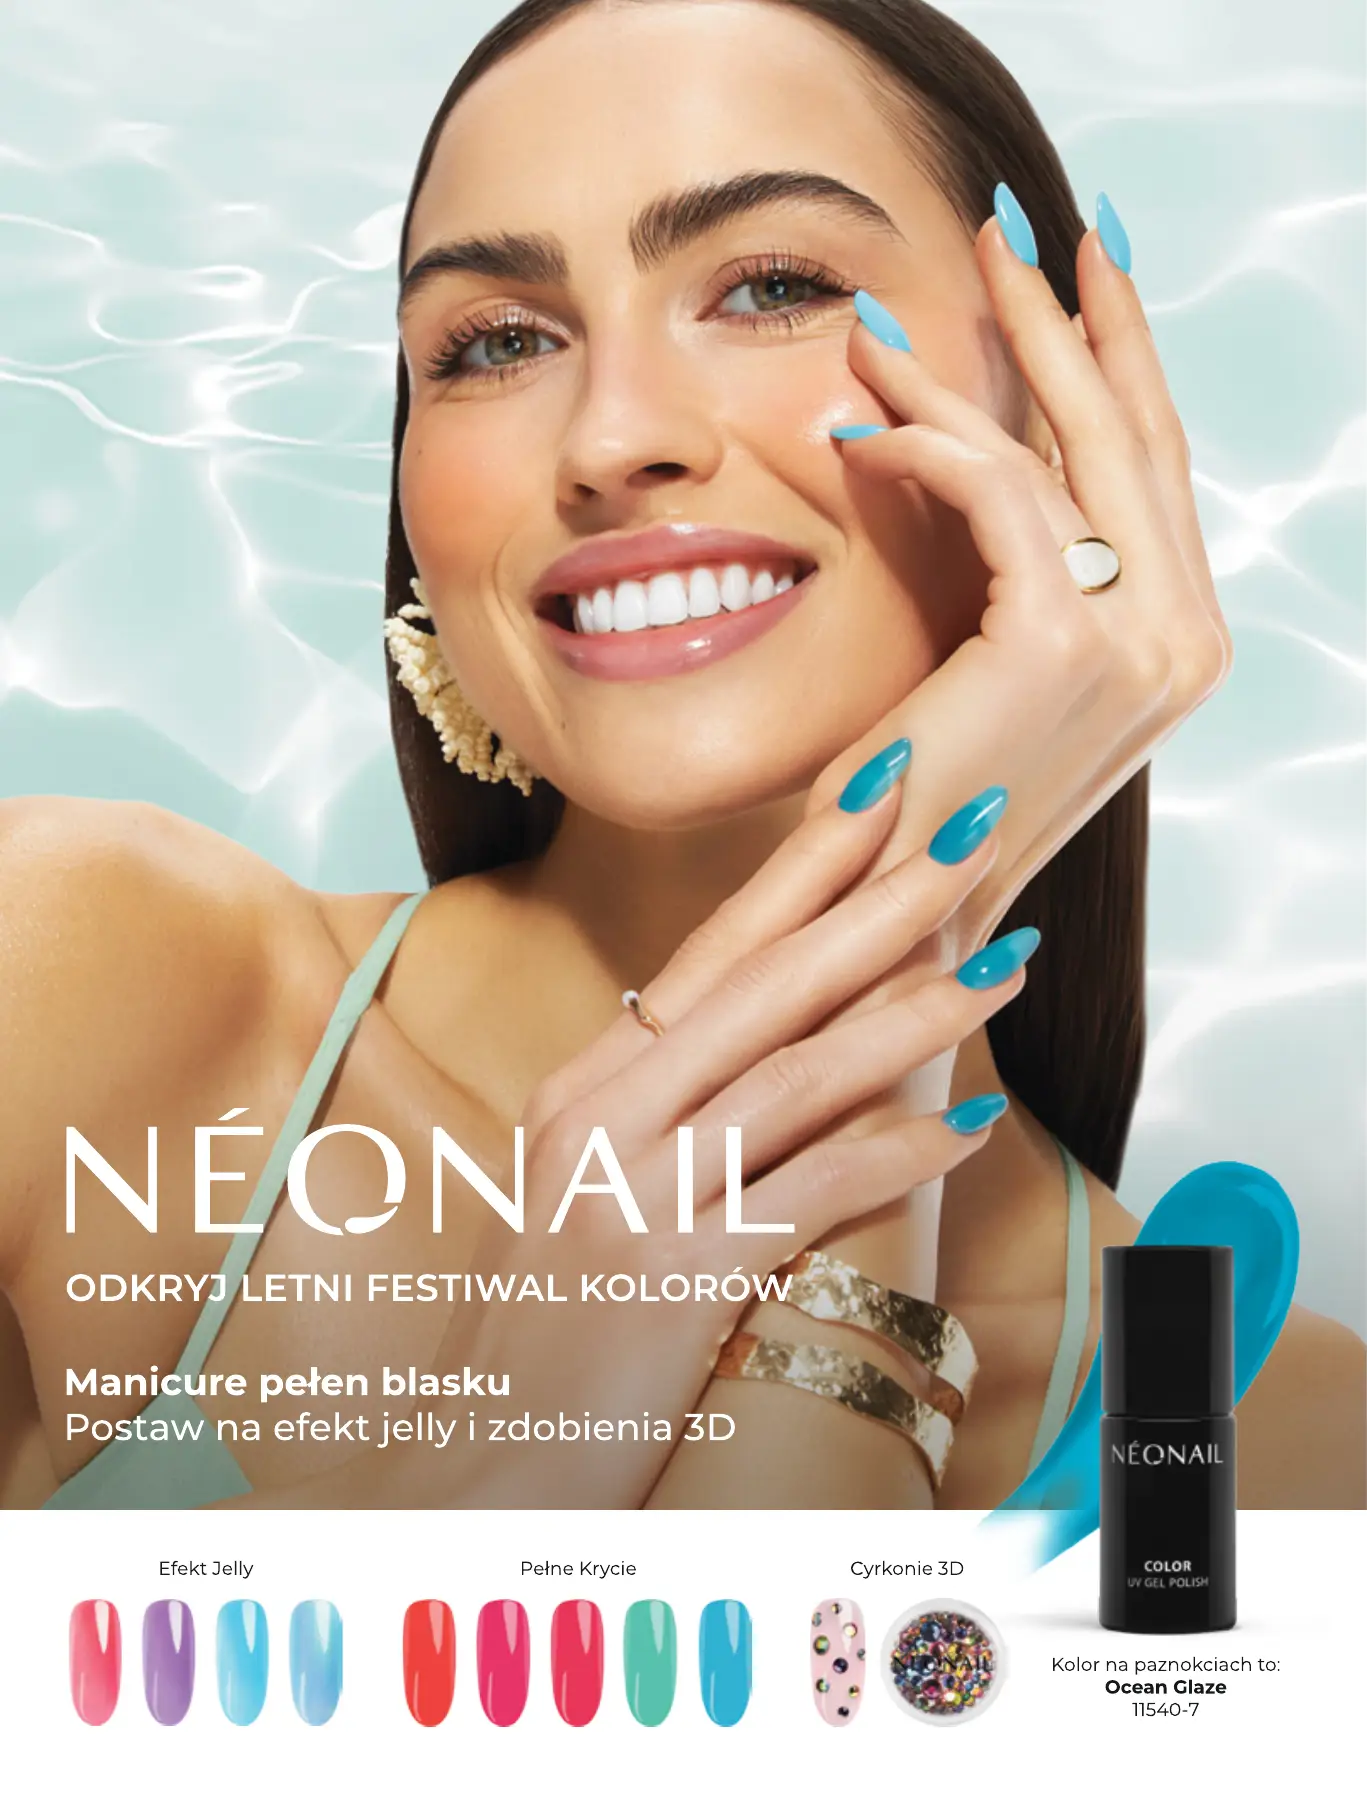 NÉONAIL
ODKRYJ LETNI FESTIWAL KOLORÓW
Manicure pełen blasku
Postaw na efekt jelly i zdobienia 3D
NÉONAIL
COLOR
UV GEL POLISH
Efekt Jelly
Pełne Krycie
Cyrkonie 3D
NÉONAIL
Kolor na paznokciach to:
Ocean Glaze
11540-7